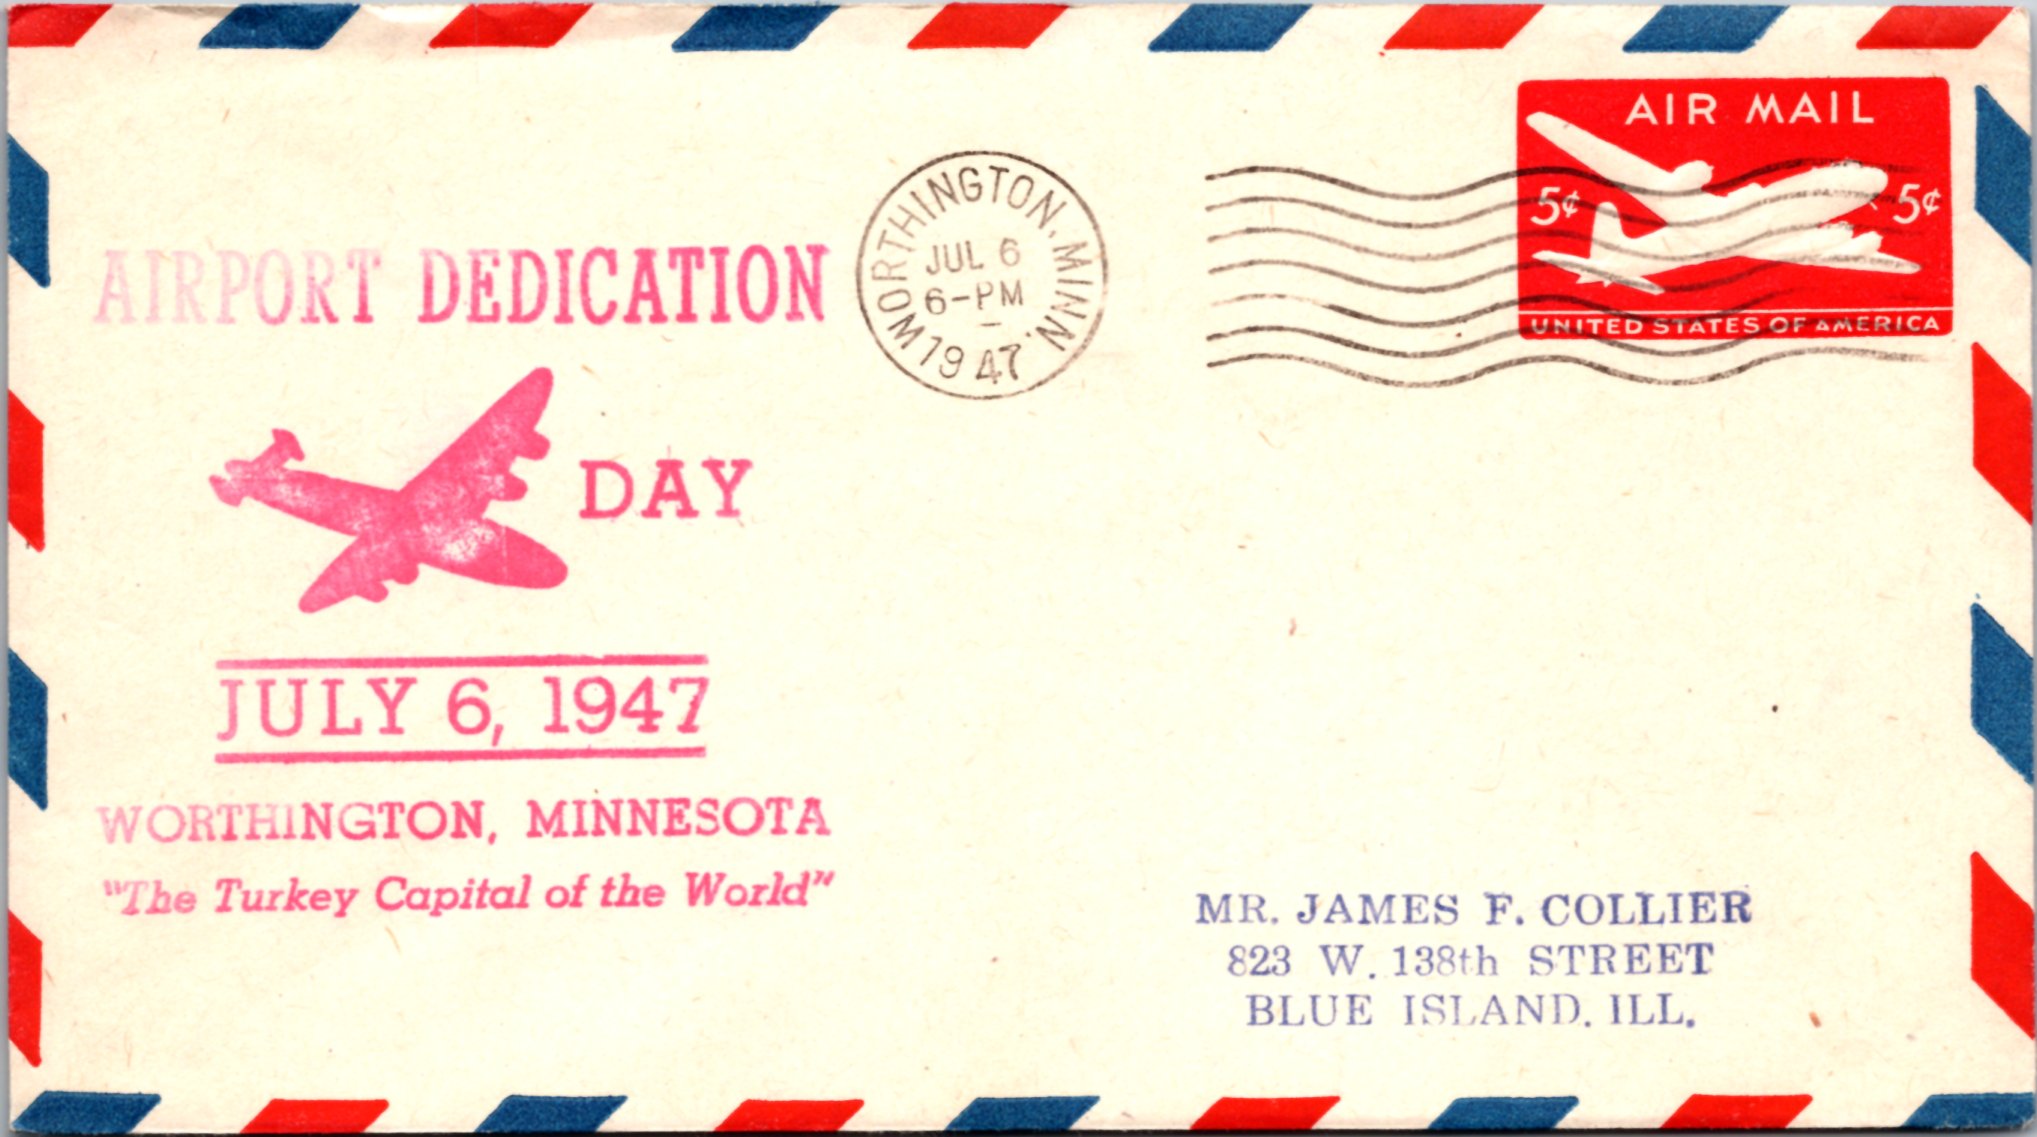 AIR MAIL
5¢ 5¢
UNITED STATES OF AMERICA
WORTHINGTON, MINN.
JUL 6
6-PM
1947
AIRPORT DEDICATION
DAY
JULY 6, 1947
WORTHINGTON, MINNESOTA
"The Turkey Capital of the World"
MR. JAMES F. COLLIER
823 W. 138th STREET
BLUE ISLAND, ILL.